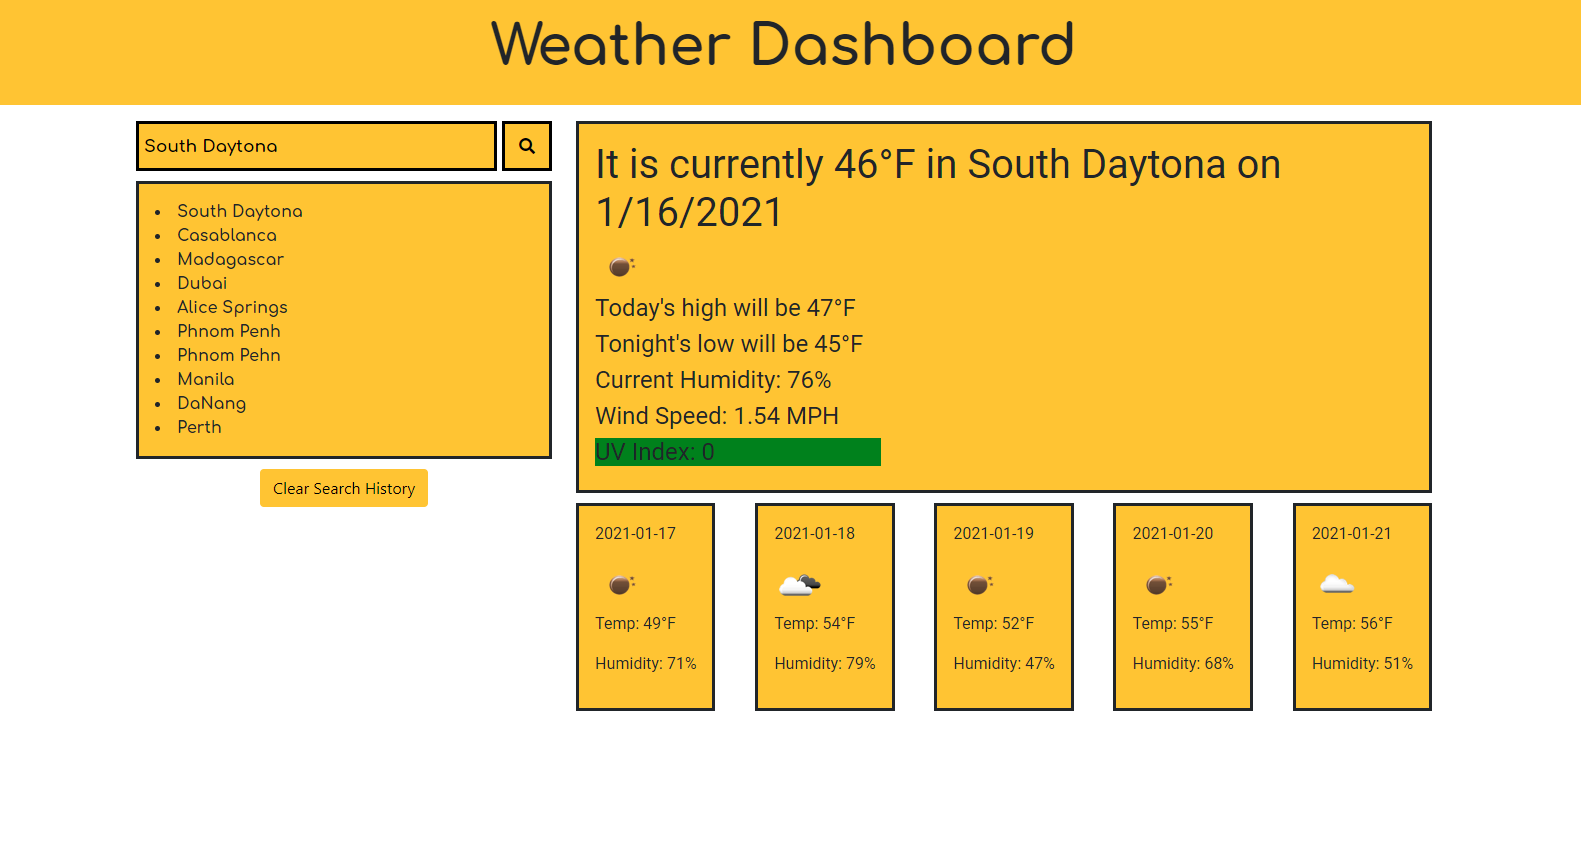 Weather Dashboard
South Daytona
South Daytona
Casablanca
Madagascar
Dubai
Alice Springs
Phnom Penh
Phnom Pehn
Manila
DaNang
Perth
Clear Search History
It is currently 46°F in South Daytona on
1/16/2021
Today's high will be 47°F
Tonight's low will be 45°F
Current Humidity: 76%
Wind Speed: 1.54 MPH
UV Index: 0
2021-01-17
Temp: 49°F
Humidity: 71%
2021-01-18
Temp: 54°F
Humidity: 79%
2021-01-19
Temp: 52°F
Humidity: 47%
2021-01-20
Temp: 55°F
Humidity: 68%
2021-01-21
Temp: 56°F
Humidity: 51%